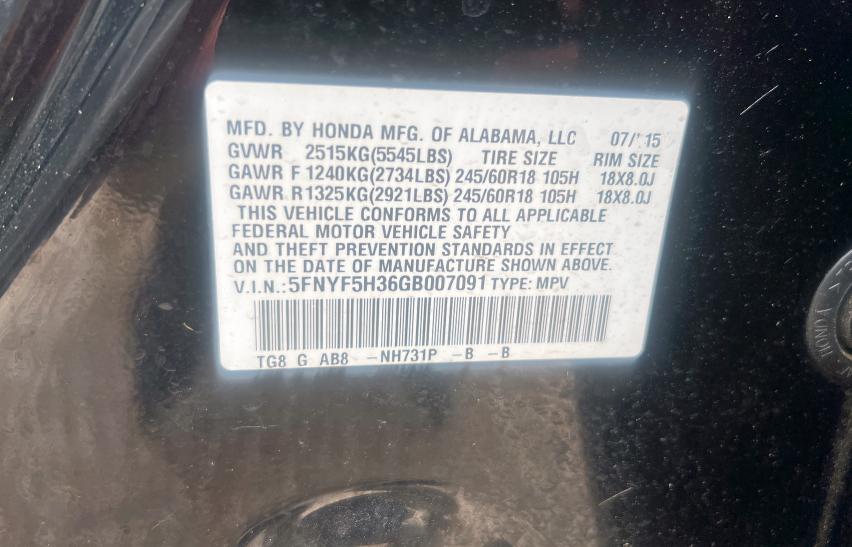 MFD. BY HONDA MFG. OF ALABAMA, LLC 07/'15
GVWR 2515KG(5545LBS) TIRE SIZE RIM SIZE
GAWR F 1240KG(2734LBS) 245/60R18 105H 18X8.0J
GAWR R1325KG(2921LBS) 245/60R18 105H 18X8.0J
THIS VEHICLE CONFORMS TO ALL APPLICABLE
FEDERAL MOTOR VEHICLE SAFETY
AND THEFT PREVENTION STANDARDS IN EFFECT
ON THE DATE OF MANUFACTURE SHOWN ABOVE.
V.I.N.:5FNYF5H36GB007091 TYPE: MPV
TG8 G AB8 -NH731P -B -B